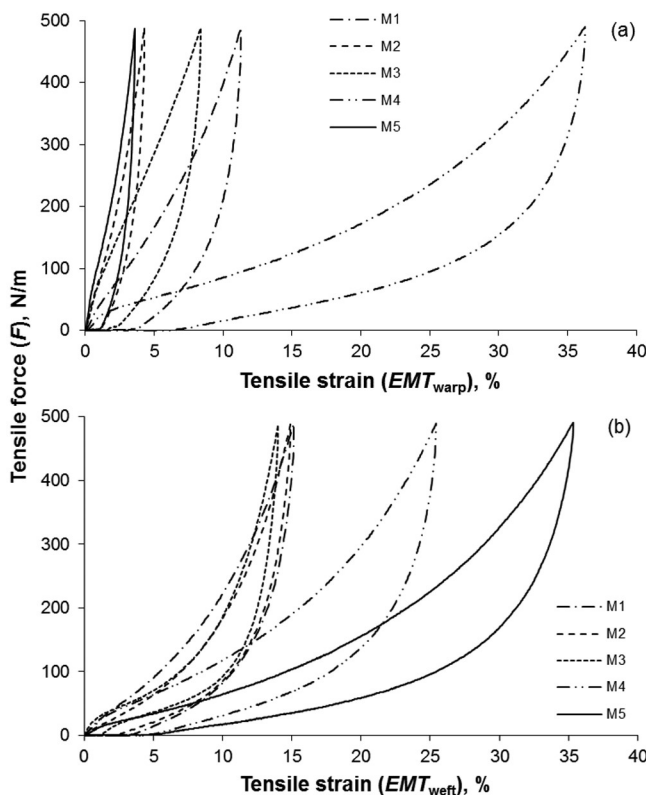 500
400
300
200
100
0
M1
M2
M3
M4
M5
(a)
0 5 10 15 20 25 30 35 40
Tensile strain (EMTwarp), %
Tensile force (F), N/m
500
400
300
200
100
0
(b)
M1
M2
M3
M4
M5
0 5 10 15 20 25 30 35 40
Tensile strain (EMTweft), %